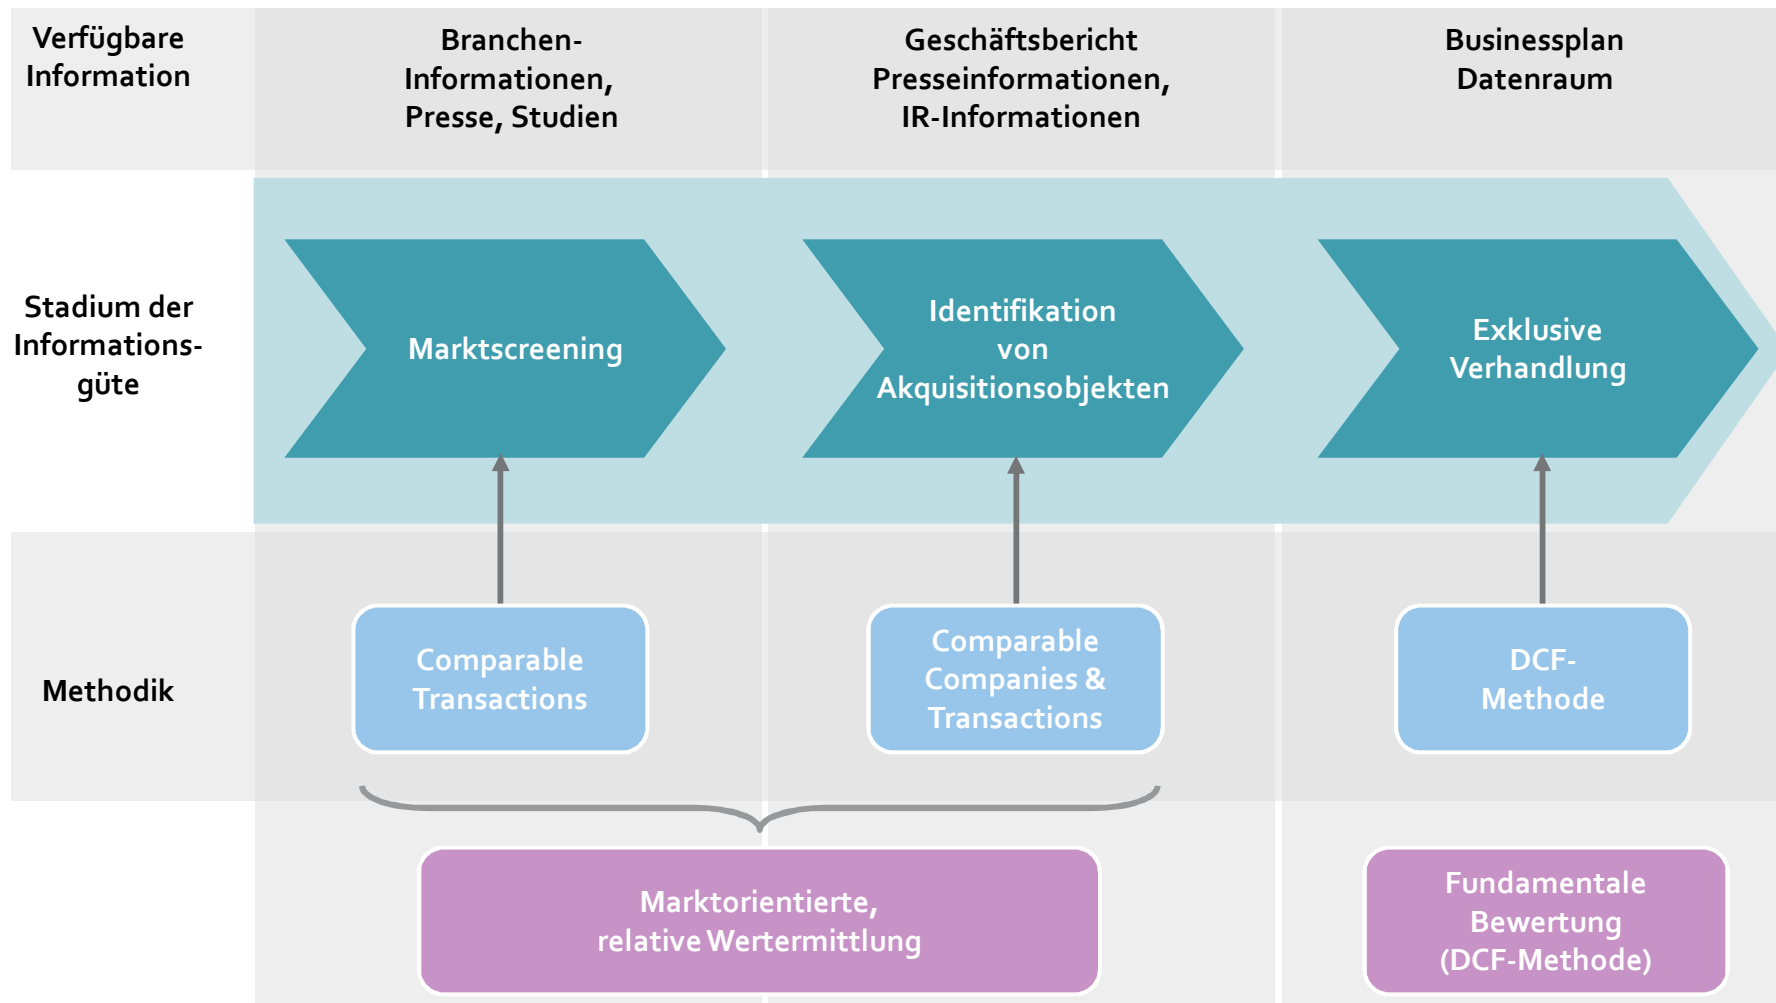 Verfügbare
Information
Branchen-
Informationen,
Presse, Studien
Geschäftsbericht
Presseinformationen,
IR-Informationen
Businessplan
Datenraum
Stadium der
Informations-
güte
Marktscreening
Identifikation
von
Akquisitionsobjekten
Exklusive
Verhandlung
Methodik
Comparable
Transactions
Comparable
Companies &
Transactions
DCF-
Methode
Marktorientierte,
relative Wertermittlung
Fundamentale
Bewertung
(DCF-Methode)